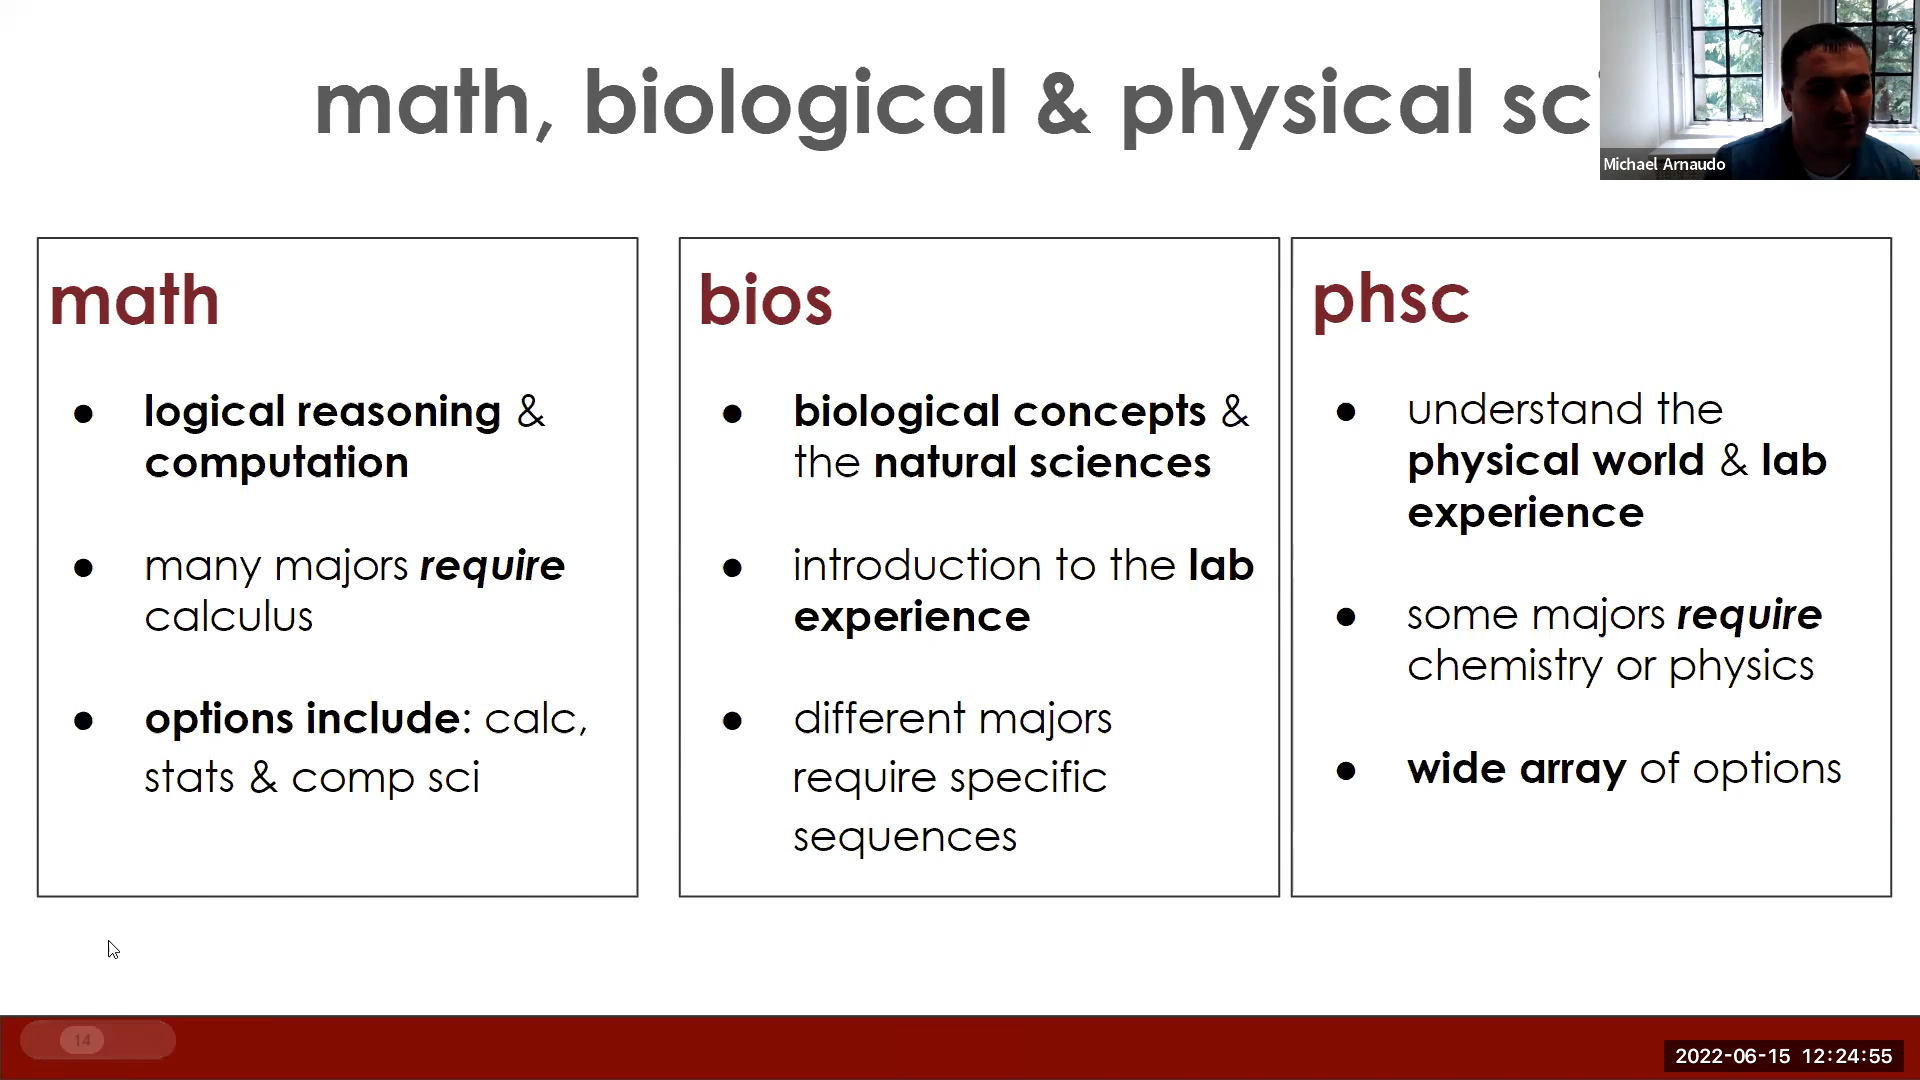 math, biological & physical sci
Michael Arnaudo
math
● logical reasoning &
computation
● many majors require
calculus
● options include: calc,
stats & comp sci
bios
● biological concepts &
the natural sciences
● introduction to the lab
experience
● different majors
require specific
sequences
phsc
● understand the
physical world & lab
experience
● some majors require
chemistry or physics
● wide array of options
14
2022-06-15 12:24:55